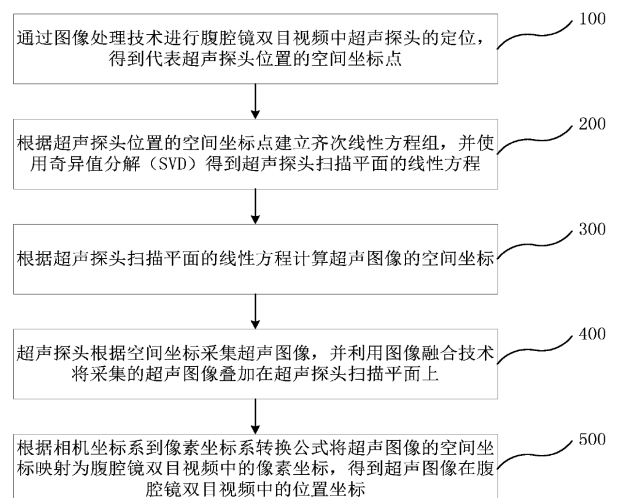 100
通过图像处理技术进行腹腔镜双目视频中超声探头的定位，
得到代表超声探头位置的空间坐标点
200
根据超声探头位置的空间坐标点建立齐次线性方程组，并使
用奇异值分解（SVD）得到超声探头扫描平面的线性方程
300
根据超声探头扫描平面的线性方程计算超声图像的空间坐标
400
超声探头根据空间坐标采集超声图像，并利用图像融合技术
将采集的超声图像叠加在超声探头扫描平面上
500
根据相机坐标系到像素坐标系转换公式将超声图像的空间坐
标映射为腹腔镜双目视频中的像素坐标，得到超声图像在腹
腔镜双目视频中的位置坐标